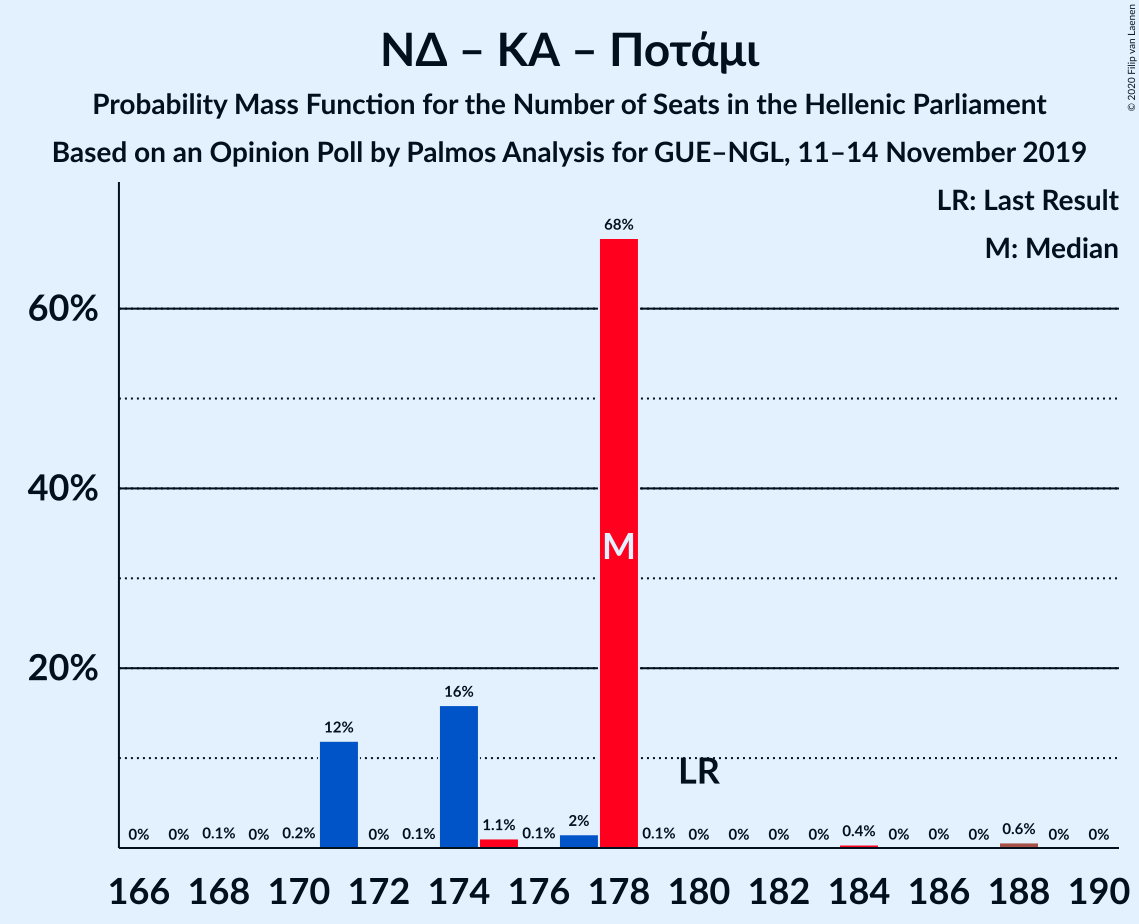 ΝΔ – ΚΑ – Ποτάμι
Probability Mass Function for the Number of Seats in the Hellenic Parliament
Based on an Opinion Poll by Palmos Analysis for GUE–NGL, 11–14 November 2019
© 2020 Filip van Laenen
LR: Last Result
M: Median
60%
40%
20%
0% 0% 0.1% 0% 0.2% 12% 0% 0.1% 16% 1.1% 0.1% 2% 68% 0.1% 0% 0% 0% 0% 0.4% 0% 0% 0% 0.6% 0% 0%
M
LR
166 168 170 172 174 176 178 180 182 184 186 188 190